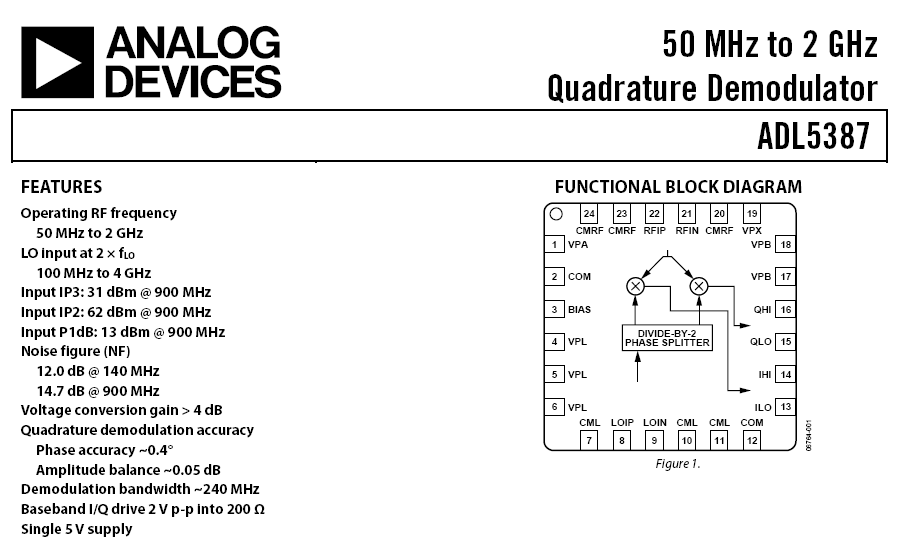 ANALOG
DEVICES
50 MHz to 2 GHz
Quadrature Demodulator
ADL5387
FEATURES
Operating RF frequency
50 MHz to 2 GHz
LO input at 2 × fLO
100 MHz to 4 GHz
Input IP3: 31 dBm @ 900 MHz
Input IP2: 62 dBm @ 900 MHz
Input P1dB: 13 dBm @ 900 MHz
Noise figure (NF)
12.0 dB @ 140 MHz
14.7 dB @ 900 MHz
Voltage conversion gain > 4 dB
Quadrature demodulation accuracy
Phase accuracy ~0.4°
Amplitude balance ~0.05 dB
Demodulation bandwidth ~240 MHz
Baseband I/Q drive 2 V p-p into 200 Ω
Single 5 V supply
FUNCTIONAL BLOCK DIAGRAM
24 23 22 21 20 19
CMRF CMRF RFIP RFIN CMRF VPX
1 VPA VPB 18
2 COM VPB 17
3 BIAS QHI 16
DIVIDE-BY-2
PHASE SPLITTER
4 VPL QLO 15
5 VPL IHI 14
6 VPL ILO 13
CML LOIP LOIN CML CML COM
7 8 9 10 11 12
06764-001
Figure 1.